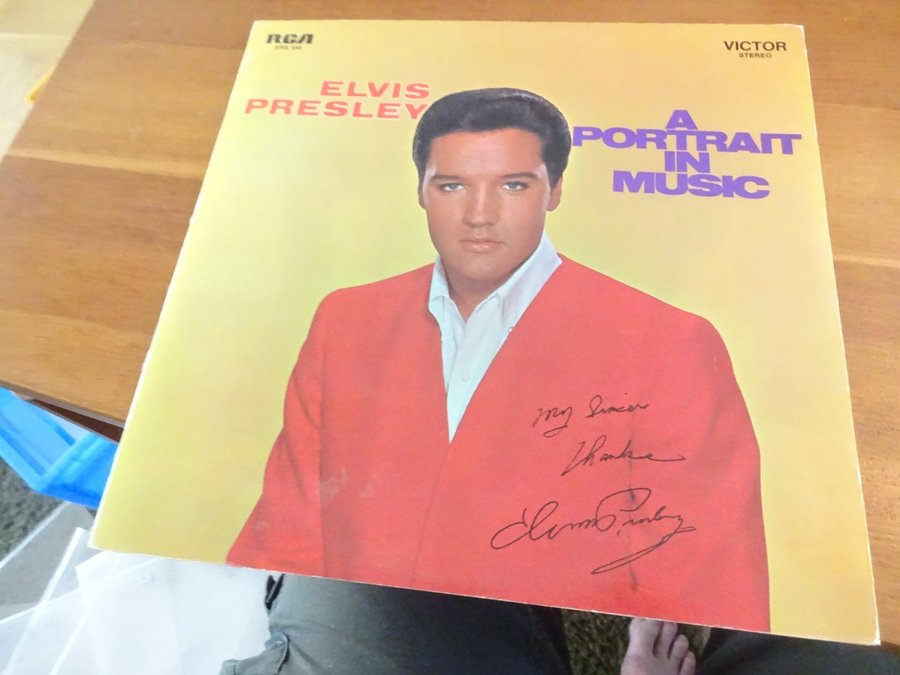 RCA
VICTOR
STEREO
ELVIS
PRESLEY
A
PORTRAIT
IN
MUSIC
My Sincere
Thanks
Elvis Presley